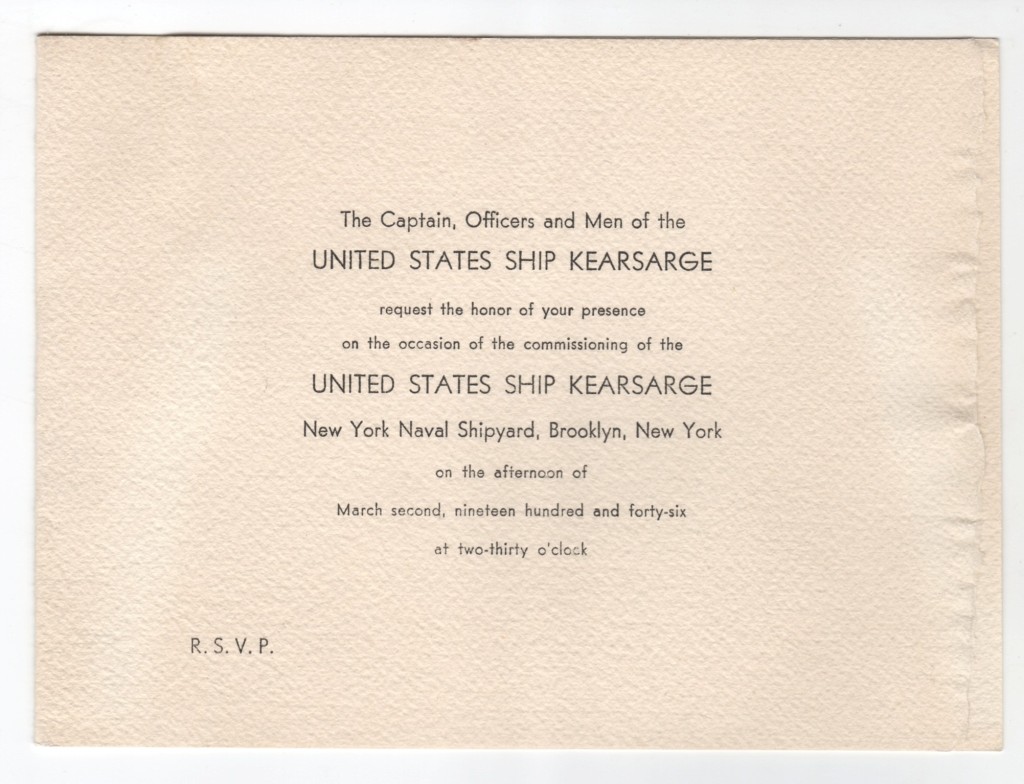 The Captain, Officers and Men of the
UNITED STATES SHIP KEARSARGE
request the honor of your presence
on the occasion of the commissioning of the
UNITED STATES SHIP KEARSARGE
New York Naval Shipyard, Brooklyn, New York
on the afternoon of
March second, nineteen hundred and forty-six
at two-thirty o'clock
R. S. V. P.